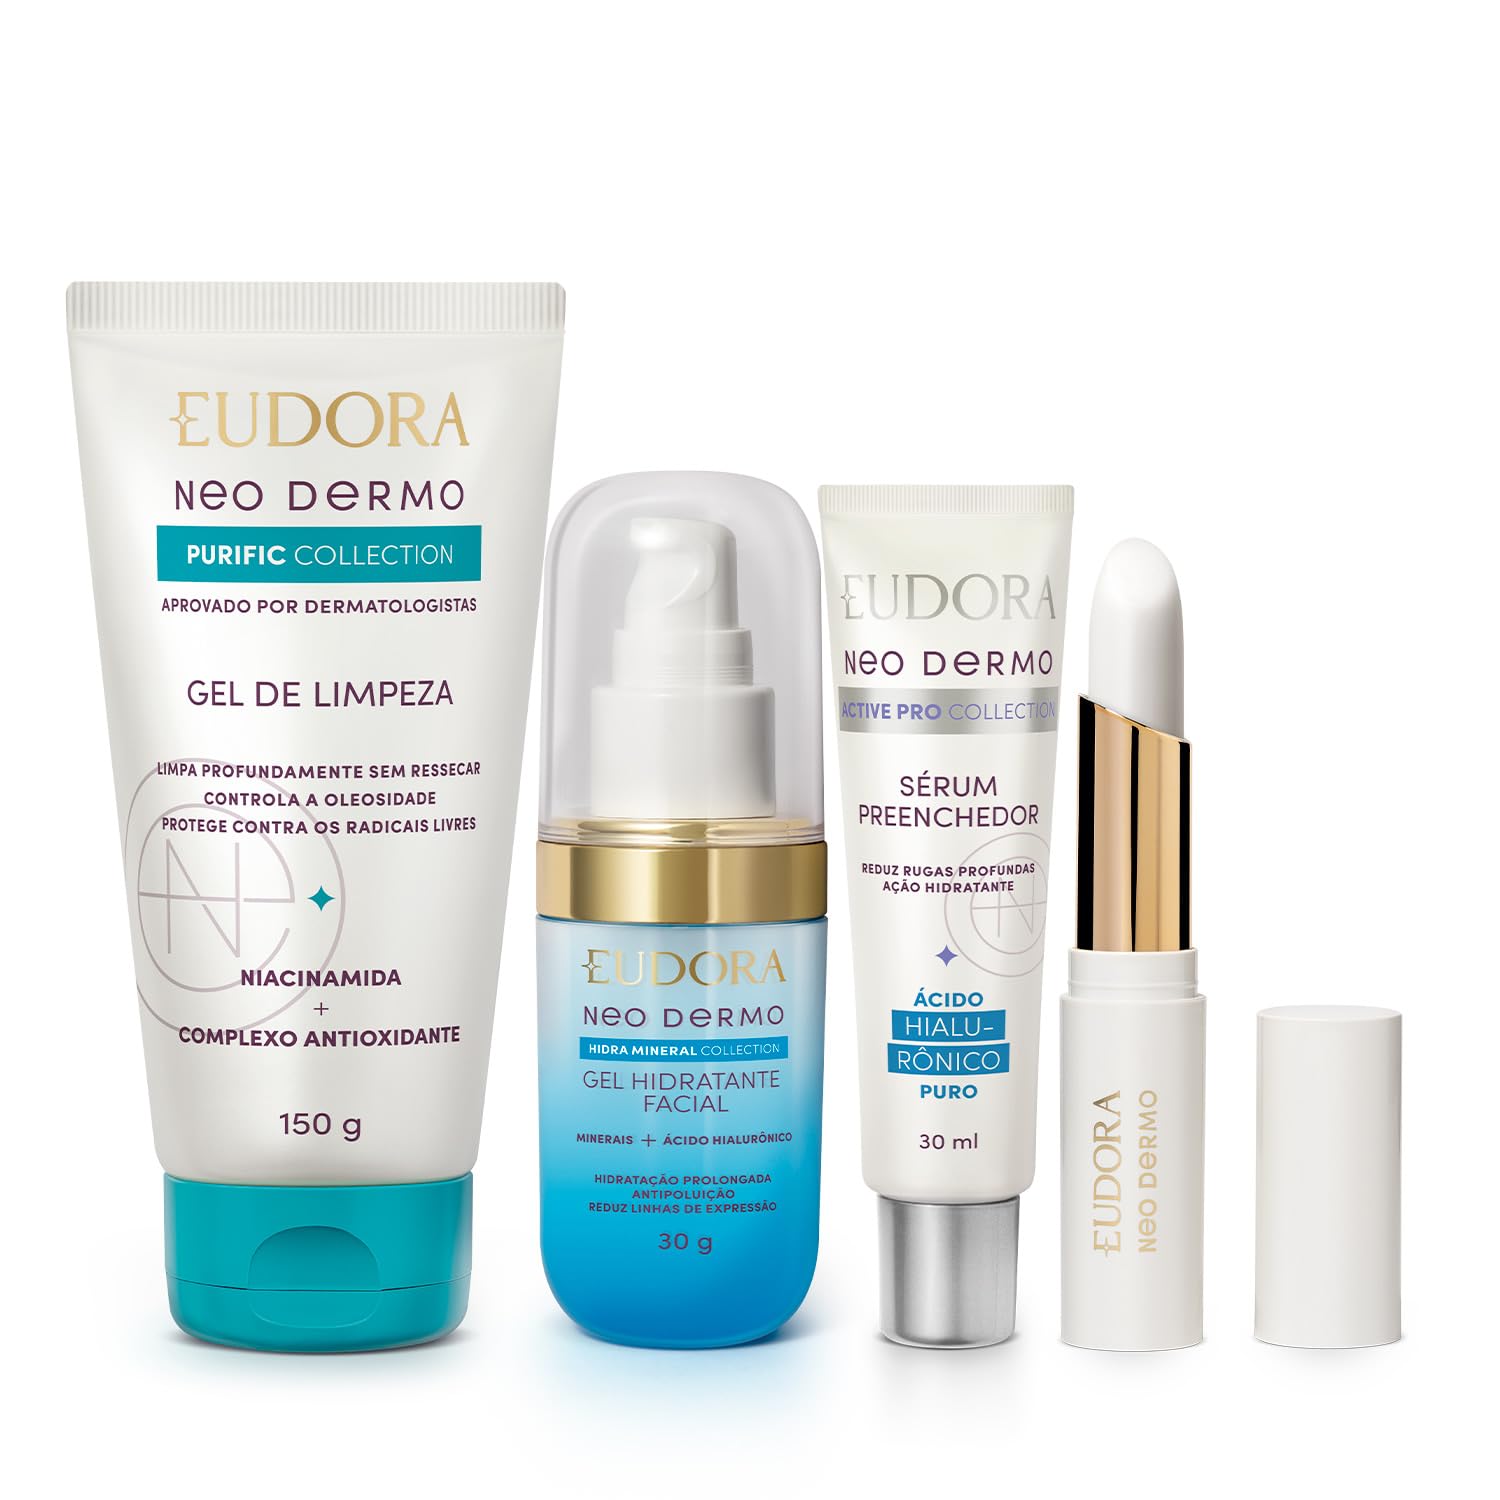 EUDORA
Neo Dermo
PURIFIC COLLECTION
APROVADO POR DERMATOLOGISTAS
GEL DE LIMPEZA
LIMPA PROFUNDAMENTE SEM RESSECAR
CONTROLA A OLEOSIDADE
PROTEGE CONTRA OS RADICAIS LIVRES
NIACINAMIDA
+
COMPLEXO ANTIOXIDANTE
150 g
EUDORA
Neo Dermo
HIDRA MINERAL COLLECTION
GEL HIDRATANTE
FACIAL
MINERAIS + ÁCIDO HIALURÔNICO
HIDRATAÇÃO PROLONGADA
ANTIPOLUIÇÃO
REDUZ LINHAS DE EXPRESSÃO
30 g
EUDORA
Neo Dermo
ACTIVE PRO COLLECTION
SÉRUM
PREENCHEDOR
REDUZ RUGAS PROFUNDAS
AÇÃO HIDRATANTE
ÁCIDO
HIALU-
RÔNICO
PURO
30 ml
EUDORA
Neo Dermo